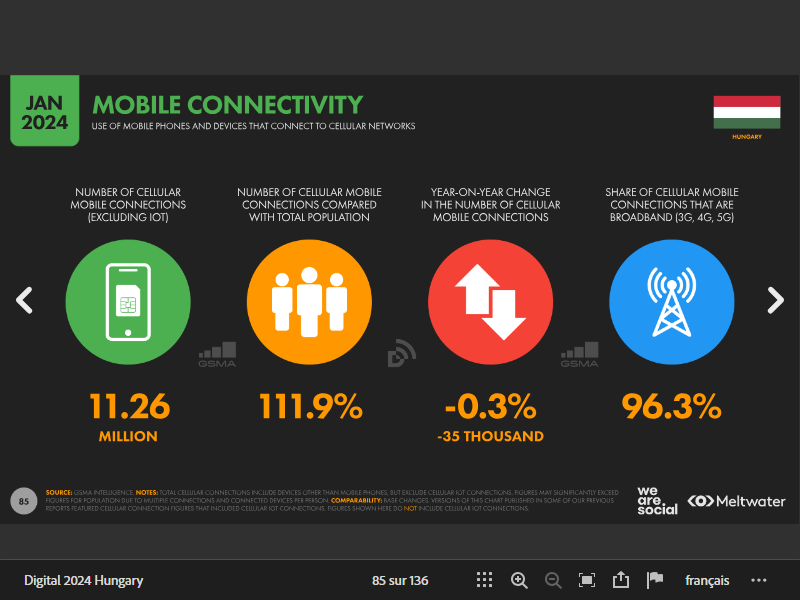 JAN
2024
MOBILE CONNECTIVITY
USE OF MOBILE PHONES AND DEVICES THAT CONNECT TO CELLULAR NETWORKS
HUNGARY
NUMBER OF CELLULAR
MOBILE CONNECTIONS
(EXCLUDING IOT)
NUMBER OF CELLULAR MOBILE
CONNECTIONS COMPARED
WITH TOTAL POPULATION
YEAR-ON-YEAR CHANGE
IN THE NUMBER OF CELLULAR
MOBILE CONNECTIONS
SHARE OF CELLULAR MOBILE
CONNECTIONS THAT ARE
BROADBAND (3G, 4G, 5G)
GSMA
GSMA
11.26
MILLION
111.9%
-0.3%
-35 THOUSAND
96.3%
85
SOURCE: GSMA INTELLIGENCE. NOTES: TOTAL CELLULAR CONNECTIONS INCLUDE DEVICES OTHER THAN MOBILE PHONES, BUT EXCLUDE CELLULAR IOT CONNECTIONS. FIGURES MAY SIGNIFICANTLY EXCEED
FIGURES FOR POPULATION DUE TO MULTIPLE CONNECTIONS AND CONNECTED DEVICES PER PERSON. COMPARABILITY: BASE CHANGES. VERSIONS OF THIS CHART PUBLISHED IN SOME OF OUR PREVIOUS
REPORTS FEATURED CELLULAR CONNECTION FIGURES THAT INCLUDED CELLULAR IOT CONNECTIONS. FIGURES SHOWN HERE DO NOT INCLUDE CELLULAR IOT CONNECTIONS.
we
are.
social
Meltwater
Digital 2024 Hungary
85 sur 136
français